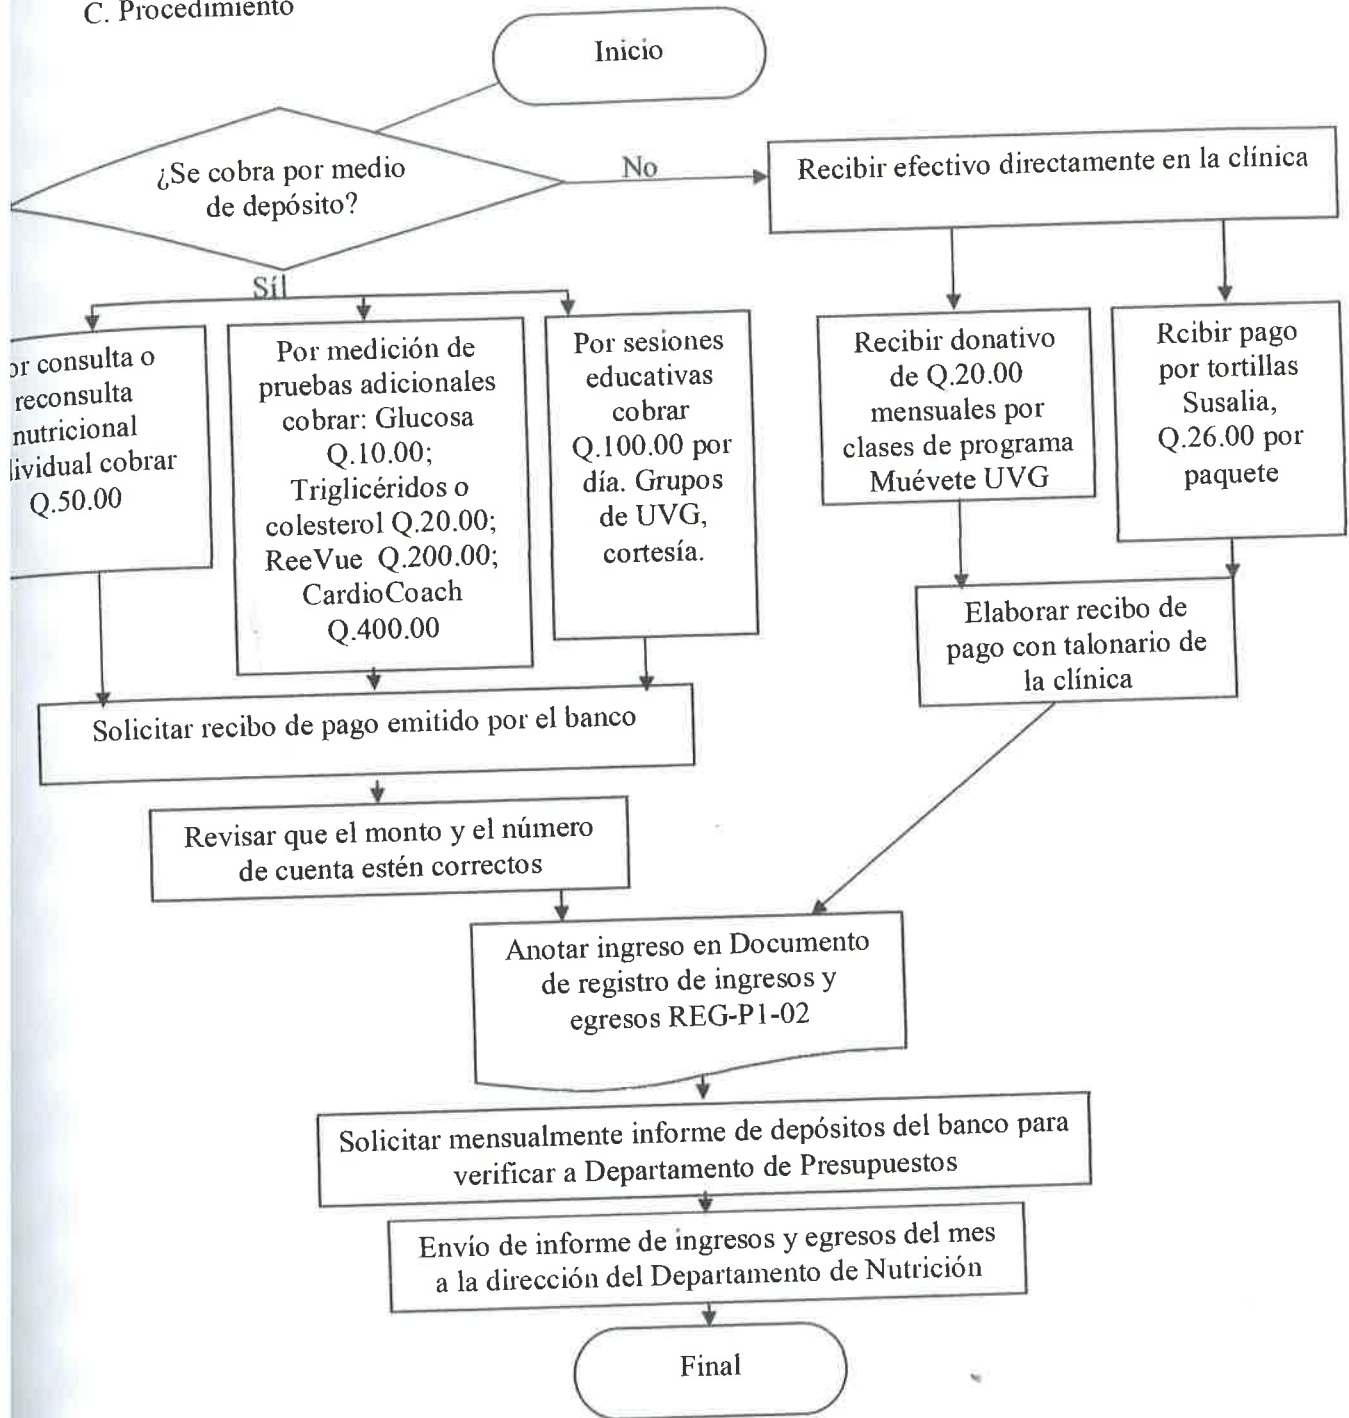 C. Procedimiento
Inicio
¿Se cobra por medio
de depósito?
No
Recibir efectivo directamente en la clínica
Síl
or consulta o
reconsulta
nutricional
lividual cobrar
Q.50.00
Por medición de
pruebas adicionales
cobrar: Glucosa
Q.10.00;
Triglicéridos o
colesterol Q.20.00;
ReeVue Q.200.00;
CardioCoach
Q.400.00
Por sesiones
educativas
cobrar
Q.100.00 por
día. Grupos
de UVG,
cortesía.
Recibir donativo
de Q.20.00
mensuales por
clases de programa
Muévete UVG
Rcibir pago
por tortillas
Susalia,
Q.26.00 por
paquete
Elaborar recibo de
pago con talonario de
la clínica
Solicitar recibo de pago emitido por el banco
Revisar que el monto y el número
de cuenta estén correctos
Anotar ingreso en Documento
de registro de ingresos y
egresos REG-P1-02
Solicitar mensualmente informe de depósitos del banco para
verificar a Departamento de Presupuestos
Envío de informe de ingresos y egresos del mes
a la dirección del Departamento de Nutrición
Final